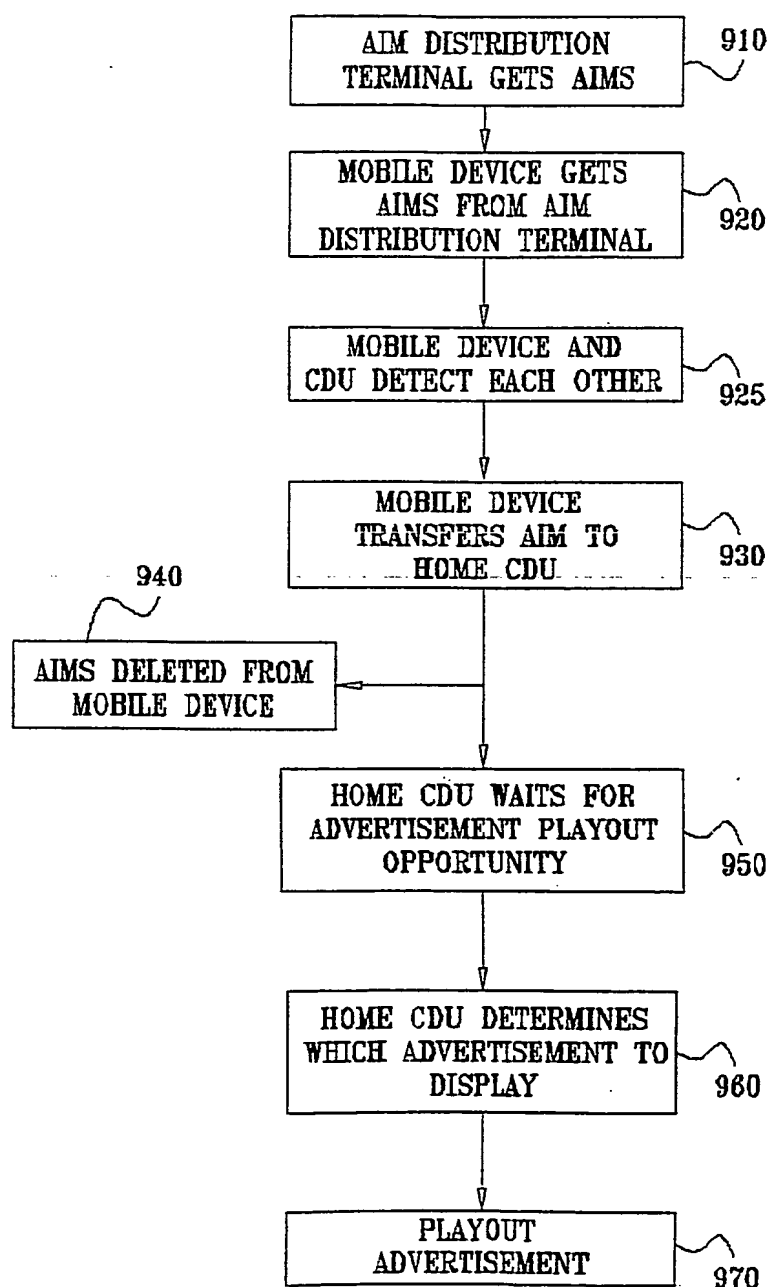 AIM DISTRIBUTION
TERMINAL GETS AIMS
910
MOBILE DEVICE GETS
AIMS FROM AIM
DISTRIBUTION TERMINAL
920
MOBILE DEVICE AND
CDU DETECT EACH OTHER
925
MOBILE DEVICE
TRANSFERS AIM TO
HOME CDU
930
940
AIMS DELETED FROM
MOBILE DEVICE
HOME CDU WAITS FOR
ADVERTISEMENT PLAYOUT
OPPORTUNITY
950
HOME CDU DETERMINES
WHICH ADVERTISEMENT TO
DISPLAY
960
PLAYOUT
ADVERTISEMENT
970